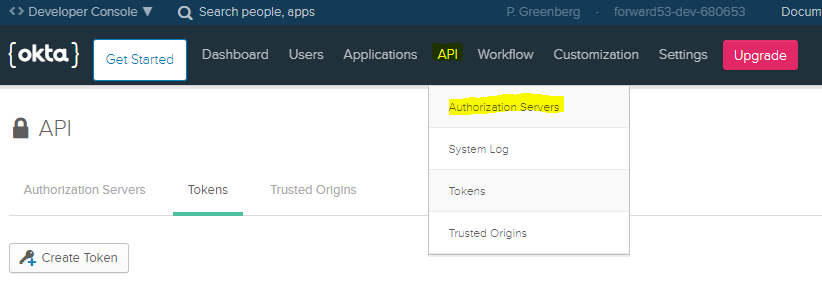 <> Developer Console ▼ Search people, apps P. Greenberg · forward53-dev-680653 Docum
{okta} Get Started Dashboard Users Applications API Workflow Customization Settings Upgrade
Authorization Servers
API
System Log
Authorization Servers Tokens Trusted Origins
Tokens
Trusted Origins
Create Token